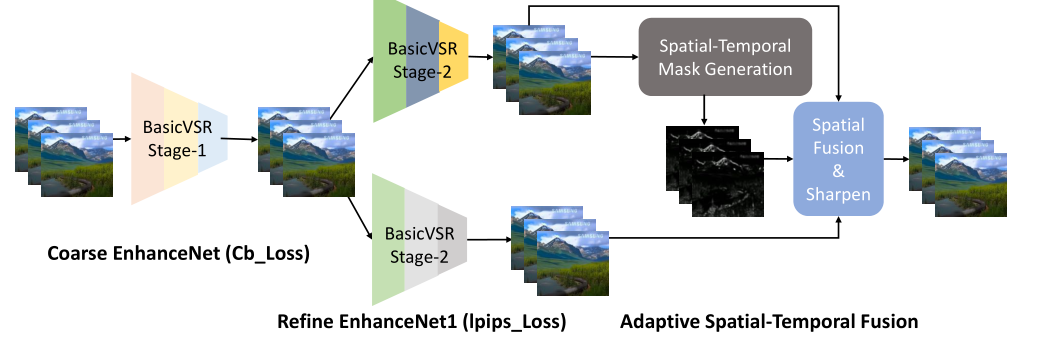 BasicVSR
Stage-1
BasicVSR
Stage-2
BasicVSR
Stage-2
Spatial-Temporal
Mask Generation
Spatial
Fusion
&
Sharpen
Coarse EnhanceNet (Cb_Loss)
Refine EnhanceNet1 (lpips_Loss)
Adaptive Spatial-Temporal Fusion